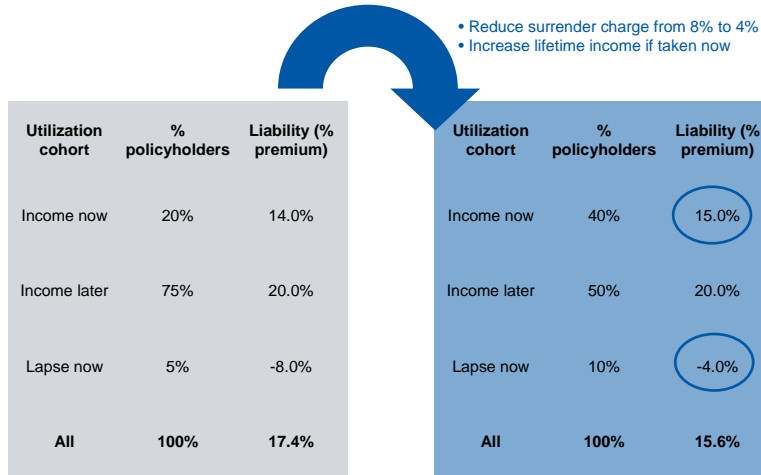 • Reduce surrender charge from 8% to 4%
• Increase lifetime income if taken now
Utilization cohort % policyholders Liability (% premium)
Income now 20% 14.0%
Income later 75% 20.0%
Lapse now 5% -8.0%
All 100% 17.4%
Utilization cohort % policyholders Liability (% premium)
Income now 40% 15.0%
Income later 50% 20.0%
Lapse now 10% -4.0%
All 100% 15.6%